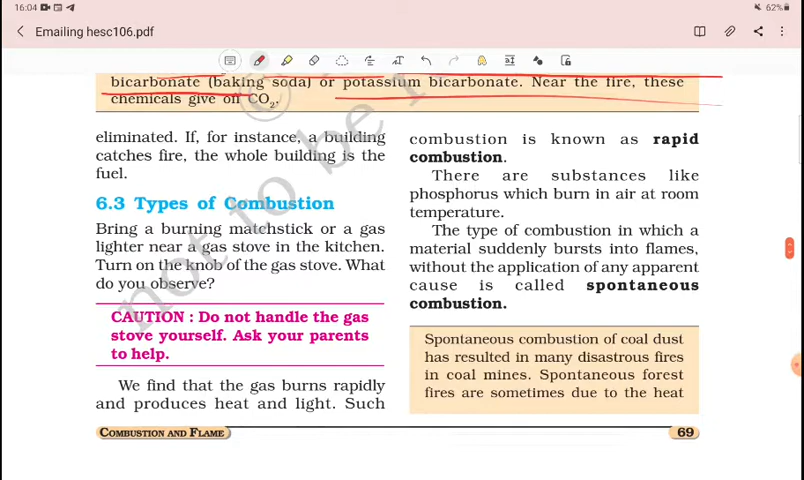 16:04
62%
Emailing hesc106.pdf
bicarbonate (baking soda) or potassium bicarbonate. Near the fire, these
chemicals give off CO2.
eliminated. If, for instance, a building
catches fire, the whole building is the
fuel.
6.3 Types of Combustion
Bring a burning matchstick or a gas
lighter near a gas stove in the kitchen.
Turn on the knob of the gas stove. What
do you observe?
CAUTION : Do not handle the gas
stove yourself. Ask your parents
to help.
We find that the gas burns rapidly
and produces heat and light. Such
combustion is known as rapid
combustion.
There are substances like
phosphorus which burn in air at room
temperature.
The type of combustion in which a
material suddenly bursts into flames,
without the application of any apparent
cause is called spontaneous
combustion.
Spontaneous combustion of coal dust
has resulted in many disastrous fires
in coal mines. Spontaneous forest
fires are sometimes due to the heat
COMBUSTION AND FLAME
69
not to be r